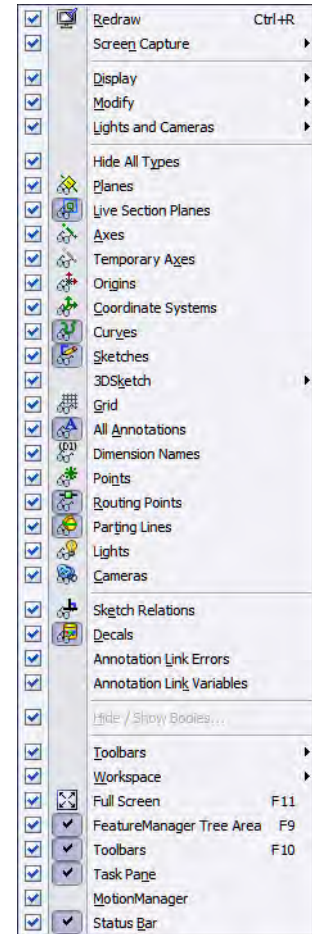 Redraw Ctrl+R
Screen Capture
Display
Modify
Lights and Cameras
Hide All Types
Planes
Live Section Planes
Axes
Temporary Axes
Origins
Coordinate Systems
Curves
Sketches
3DSketch
Grid
All Annotations
(D1) Dimension Names
Points
Routing Points
Parting Lines
Lights
Cameras
Sketch Relations
Decals
Annotation Link Errors
Annotation Link Variables
Hide / Show Bodies...
Toolbars
Workspace
Full Screen F11
FeatureManager Tree Area F9
Toolbars F10
Task Pane
MotionManager
Status Bar